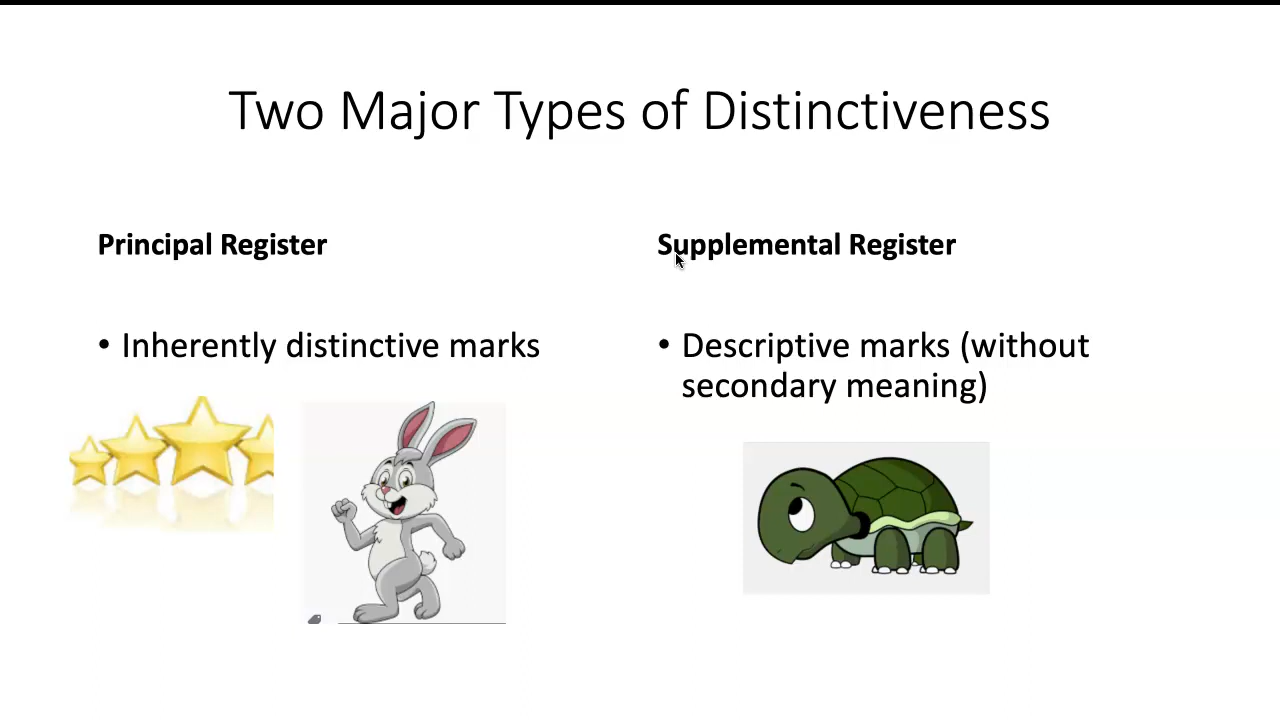 Two Major Types of Distinctiveness
Principal Register
• Inherently distinctive marks
Supplemental Register
• Descriptive marks (without
secondary meaning)